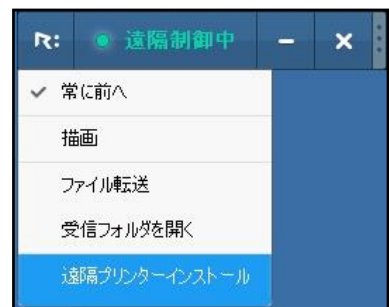 R: 遠隔制御中
常に前へ
描画
ファイル転送
受信フォルダを開く
遠隔プリンターインストール